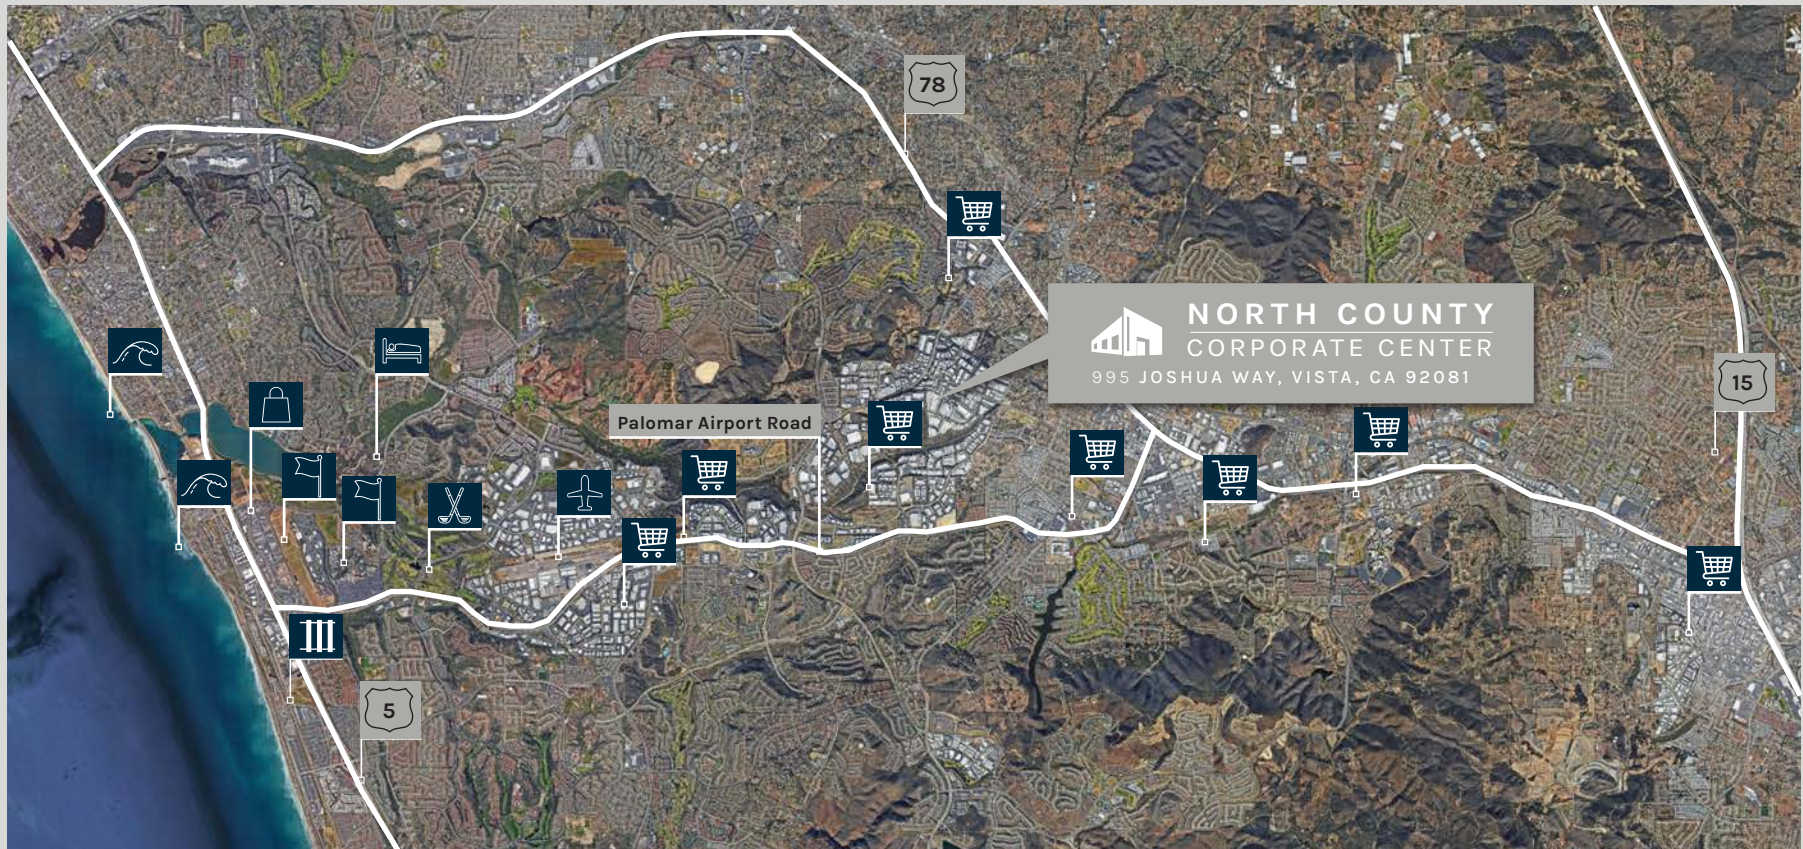 78
NORTH COUNTY
CORPORATE CENTER
995 JOSHUA WAY, VISTA, CA 92081
15
Palomar Airport Road
5